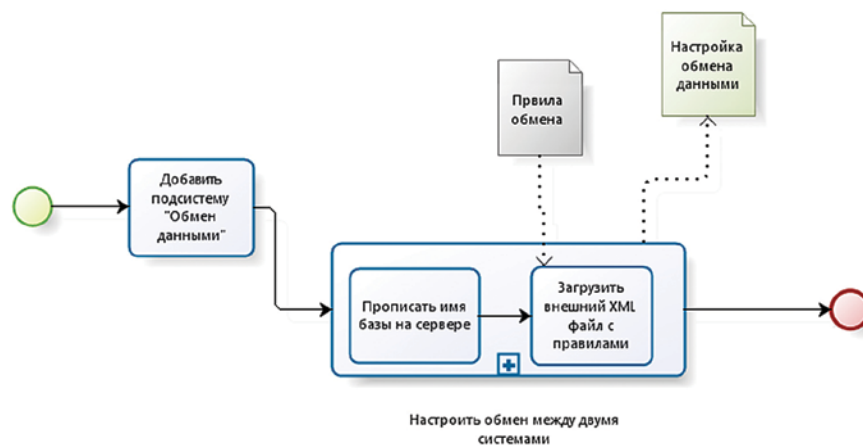 Добавить
подсистему
"Обмен
данными"
Прописать имя
базы на сервере
Загрузить
внешний XML
файл с
правилами
Првила
обмена
Настройка
обмена
данными
Настроить обмен между двумя
системами